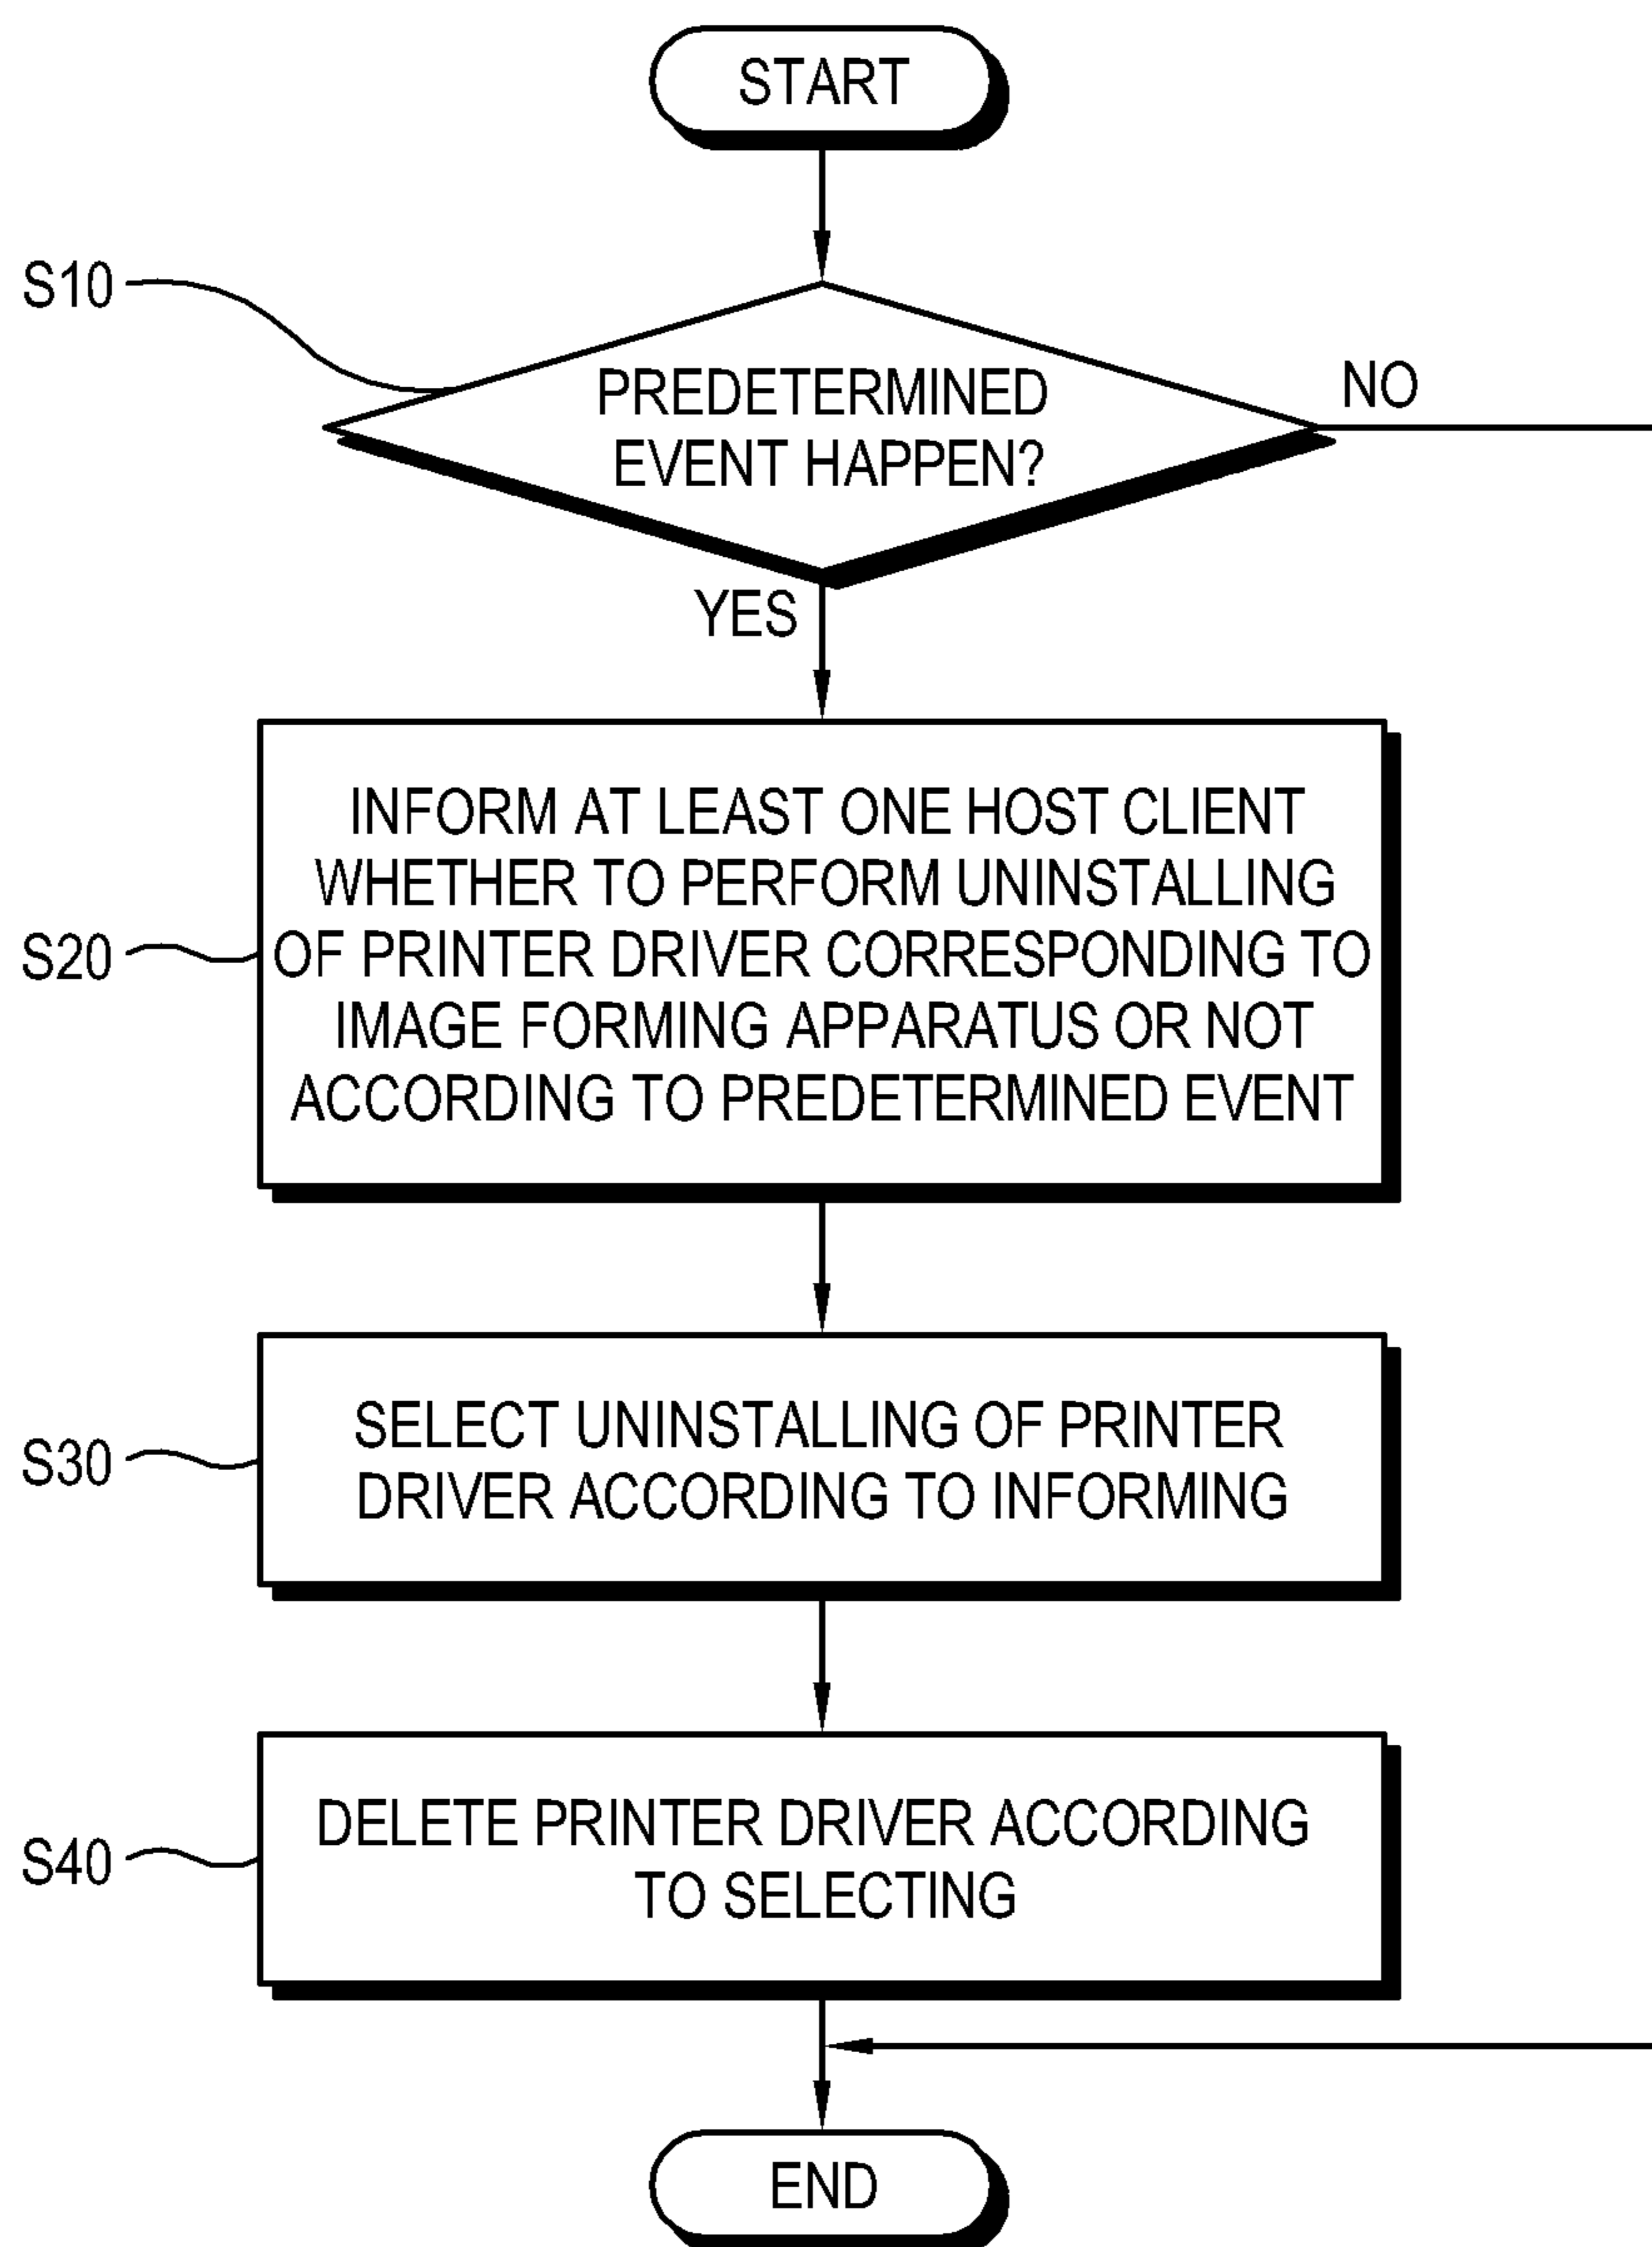 START
S10
PREDETERMINED
EVENT HAPPEN?
NO
YES
S20
INFORM AT LEAST ONE HOST CLIENT
WHETHER TO PERFORM UNINSTALLING
OF PRINTER DRIVER CORRESPONDING TO
IMAGE FORMING APPARATUS OR NOT
ACCORDING TO PREDETERMINED EVENT
S30
SELECT UNINSTALLING OF PRINTER
DRIVER ACCORDING TO INFORMING
S40
DELETE PRINTER DRIVER ACCORDING
TO SELECTING
END